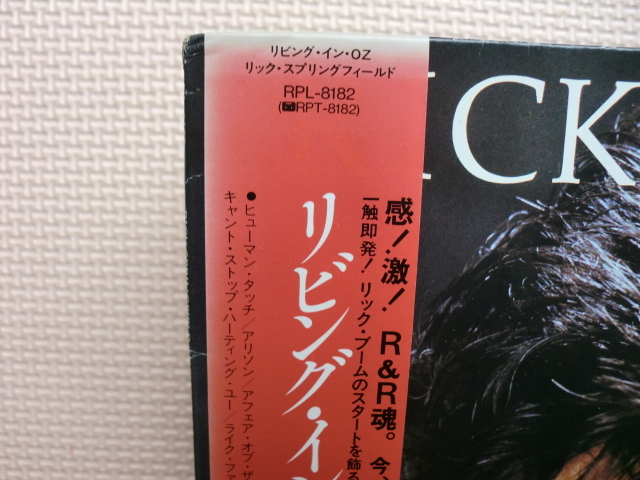 リビング・イン・OZ
リック・スプリングフィールド
RPL-8182
(RPT-8182)
ICK
感!激! R&R魂。今、
一触即発! リック・ブームのスタートを飾る
リビング・イン
●ヒューマン・タッチ/アリソン/アフェア・オブ・ザ
キャント・ストップ・ハーティング・ユー/ライク・ファ